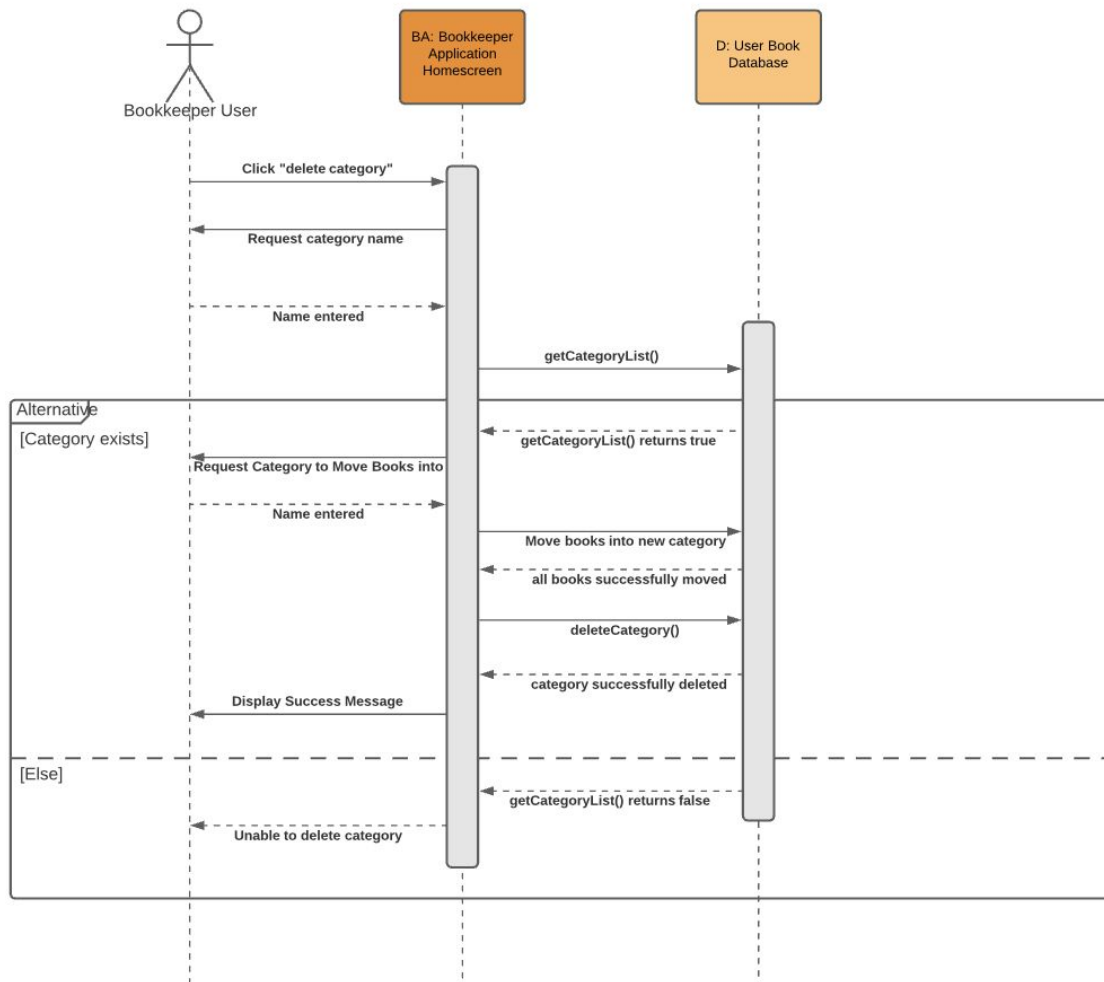 BA: Bookkeeper
Application
Homescreen
D: User Book
Database
Bookkeeper User
Click "delete category"
Request category name
Name entered
getCategoryList()
Alternative
[Category exists]
getCategoryList() returns true
Request Category to Move Books into
Name entered
Move books into new category
all books successfully moved
deleteCategory()
category successfully deleted
Display Success Message
[Else]
getCategoryList() returns false
Unable to delete category